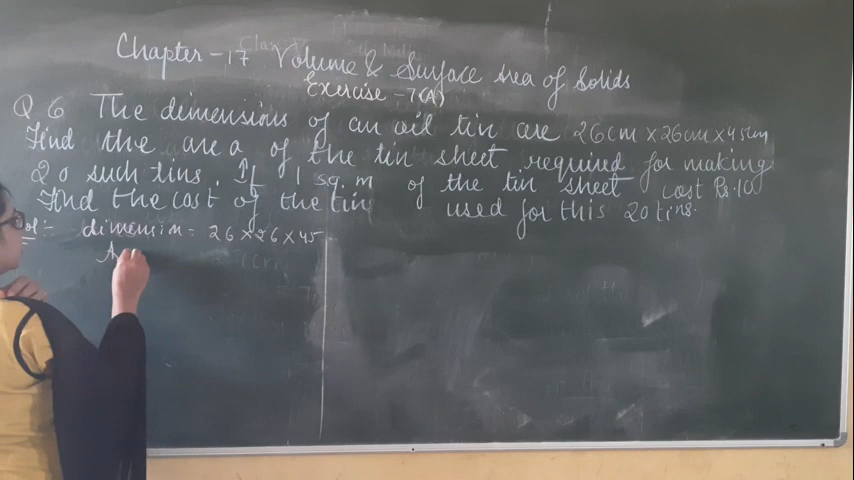 Chapter - 17 Volume & Surface Area of Solids
Exercise - 7(A)
Q 6 The dimensions of an oil tin are 26cm x 26cm x 45cm
Find the area of the tin sheet required for making
20 such tins. If 1 sq. m of the tin sheet cost Rs. 10
Find the cost of the tin used for this 20 tins.
Sol:- dimensin = 26 x 26 x 45
A